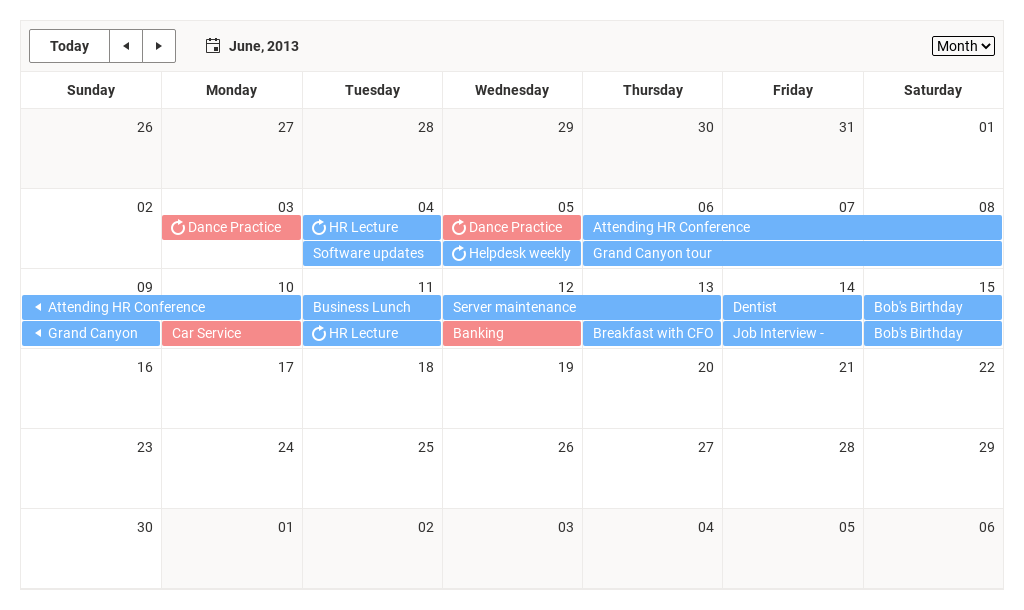 Today June, 2013 Month
Sunday Monday Tuesday Wednesday Thursday Friday Saturday
26 27 28 29 30 31 01
02 03 04 05 06 07 08
Dance Practice HR Lecture Dance Practice Attending HR Conference
Software updates Helpdesk weekly Grand Canyon tour
09 10 11 12 13 14 15
Attending HR Conference Business Lunch Server maintenance Dentist Bob's Birthday
Grand Canyon Car Service HR Lecture Banking Breakfast with CFO Job Interview - Bob's Birthday
16 17 18 19 20 21 22
23 24 25 26 27 28 29
30 01 02 03 04 05 06